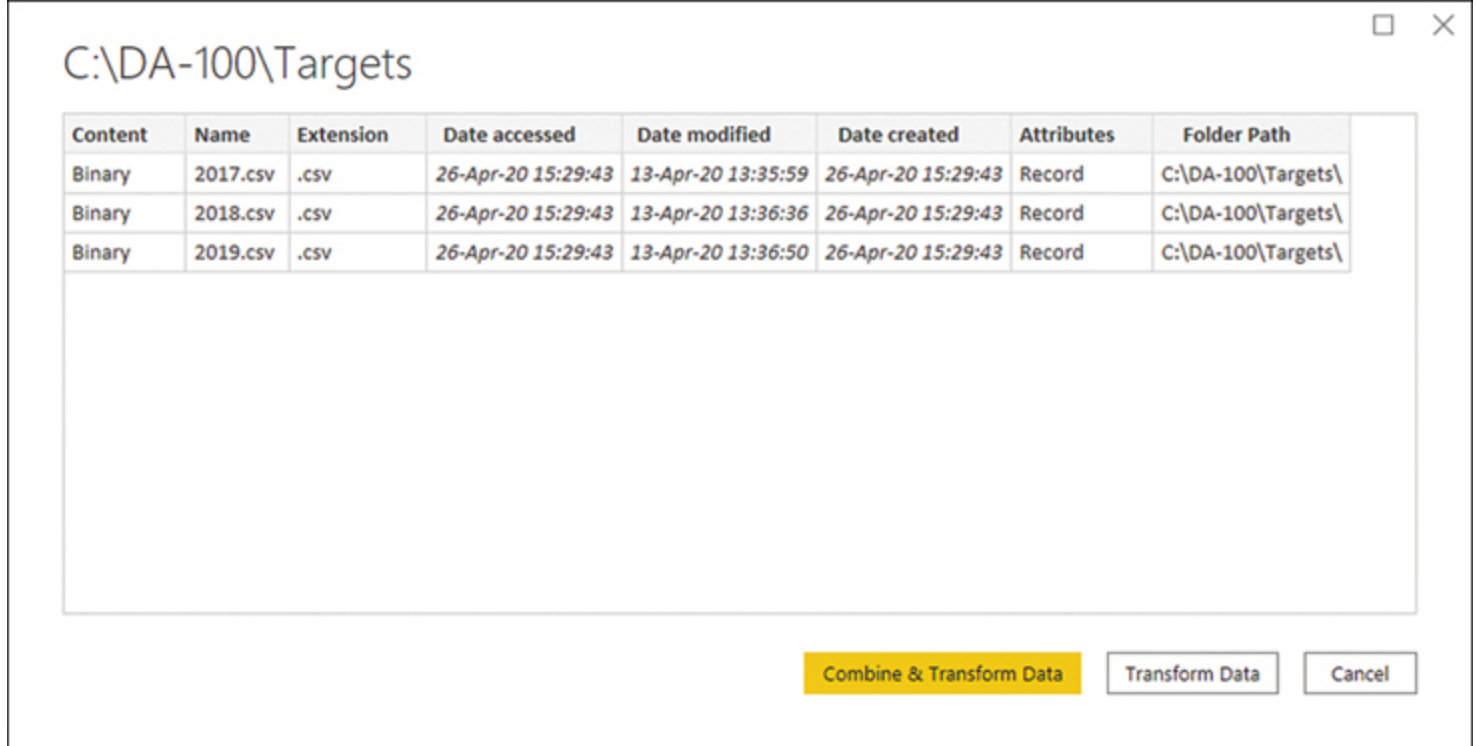 C:\DA-100\Targets
Content Name Extension Date accessed Date modified Date created Attributes Folder Path
Binary 2017.csv .csv 26-Apr-20 15:29:43 13-Apr-20 13:35:59 26-Apr-20 15:29:43 Record C:\DA-100\Targets\
Binary 2018.csv .csv 26-Apr-20 15:29:43 13-Apr-20 13:36:36 26-Apr-20 15:29:43 Record C:\DA-100\Targets\
Binary 2019.csv .csv 26-Apr-20 15:29:43 13-Apr-20 13:36:50 26-Apr-20 15:29:43 Record C:\DA-100\Targets\
Combine & Transform Data Transform Data Cancel